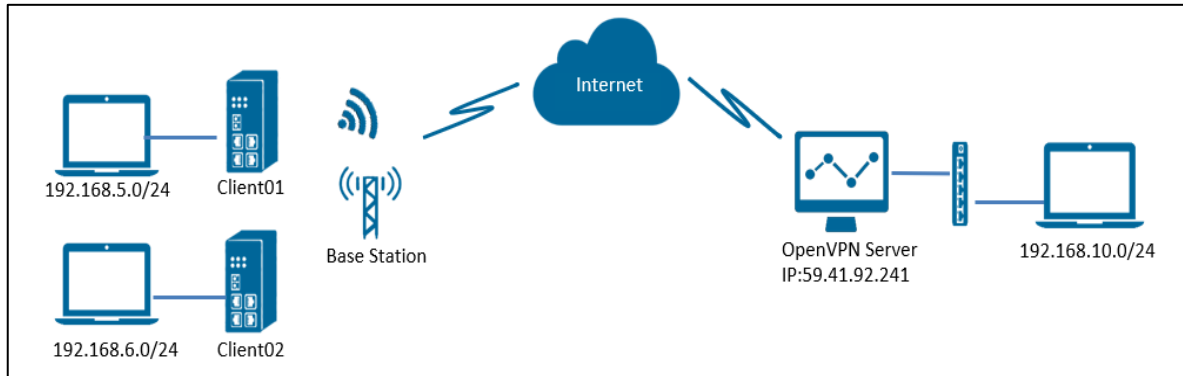 Internet
192.168.5.0/24
Client01
Base Station
OpenVPN Server
IP:59.41.92.241
192.168.10.0/24
192.168.6.0/24
Client02